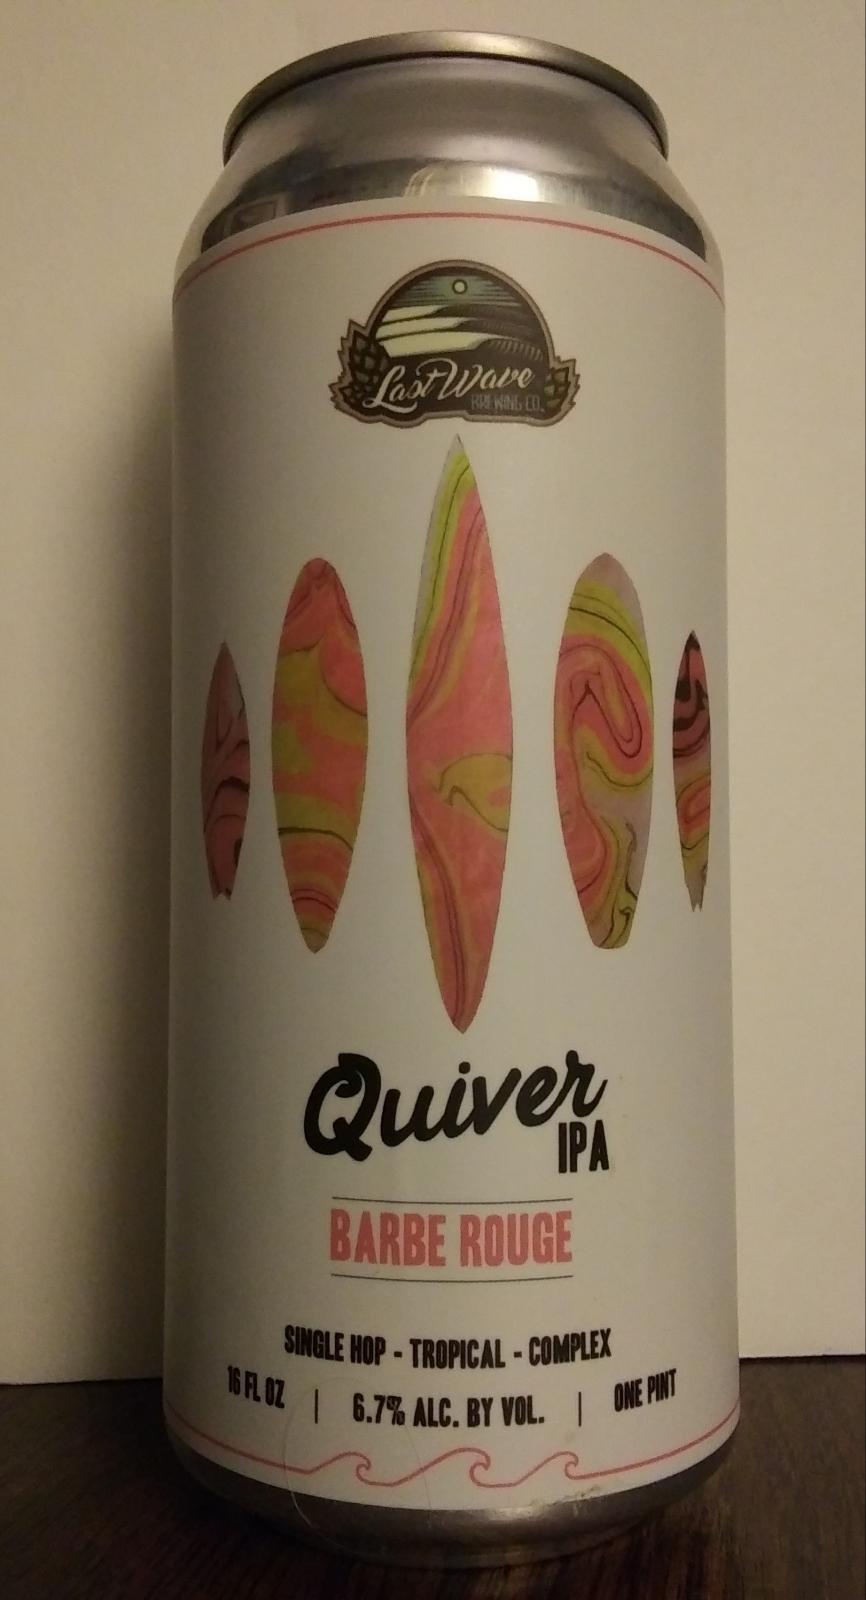 Last Wave
BREWING CO.
Quiver
IPA
BARBE ROUGE
SINGLE HOP - TROPICAL - COMPLEX
16 FL OZ | 6.7% ALC. BY VOL. | ONE PINT